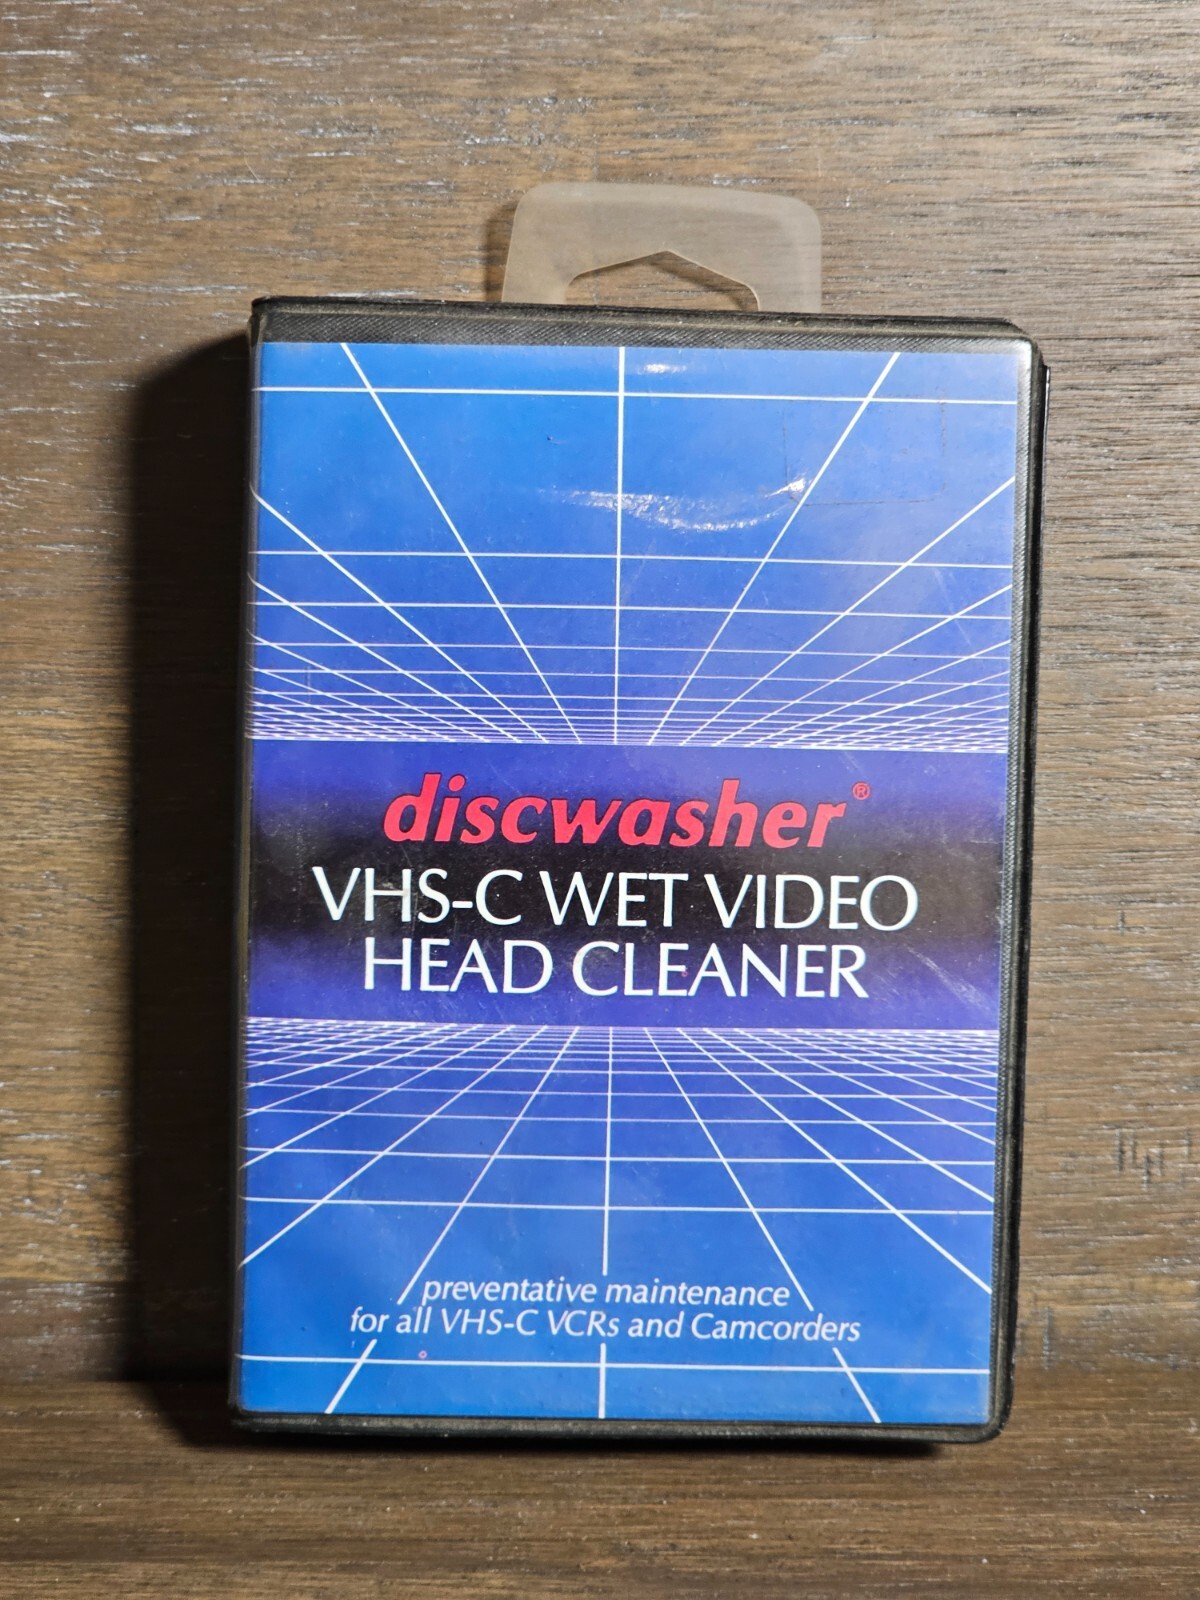 discwasher®
VHS-C WET VIDEO
HEAD CLEANER
preventative maintenance
for all VHS-C VCRs and Camcorders